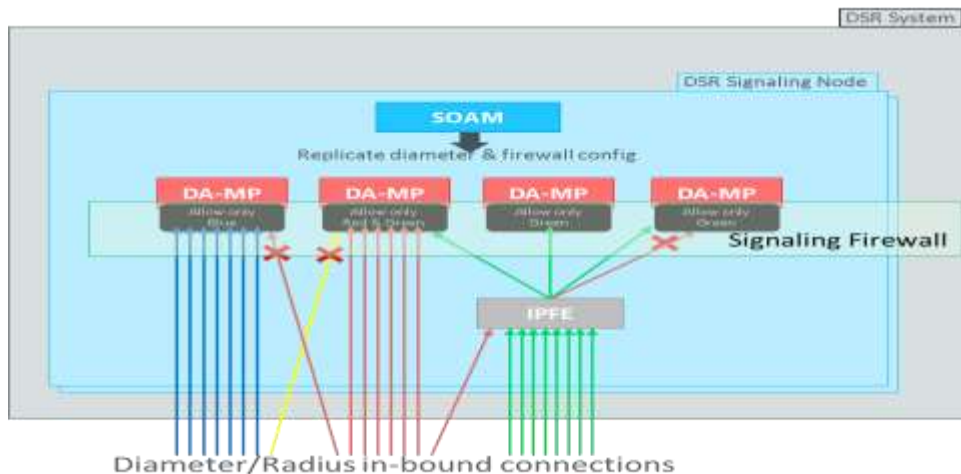 DSR System
DSR Signaling Node
SOAM
Replicate diameter & firewall config
DA-MP
DA-MP
DA-MP
DA-MP
Allow only
Blue
Allow only
Red & Green
Allow only
Green
Allow only
Green
Signaling Firewall
IPFE
Diameter/Radius in-bound connections